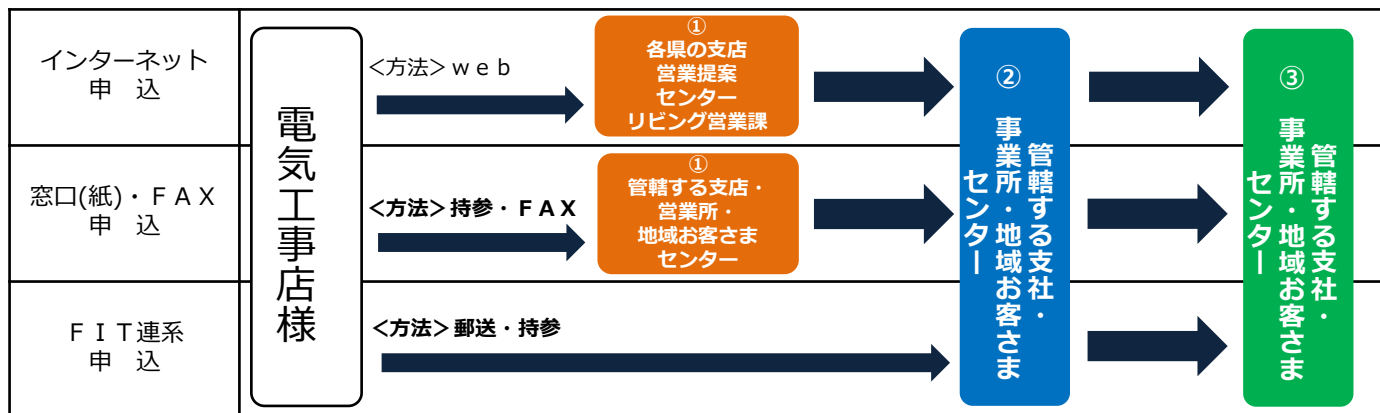 インターネット
申　込
電気工事店様
＜方法＞ｗｅｂ
①
各県の支店
営業提案
センター
リビング営業課
②
管轄する支社・
事業所・地域お客さま
センター
③
管轄する支社・
事業所・地域お客さま
センター
窓口(紙)・ＦＡＸ
申　込
＜方法＞持参・ＦＡＸ
①
管轄する支店・
営業所・
地域お客さま
センター
ＦＩＴ連系
申　込
＜方法＞郵送・持参